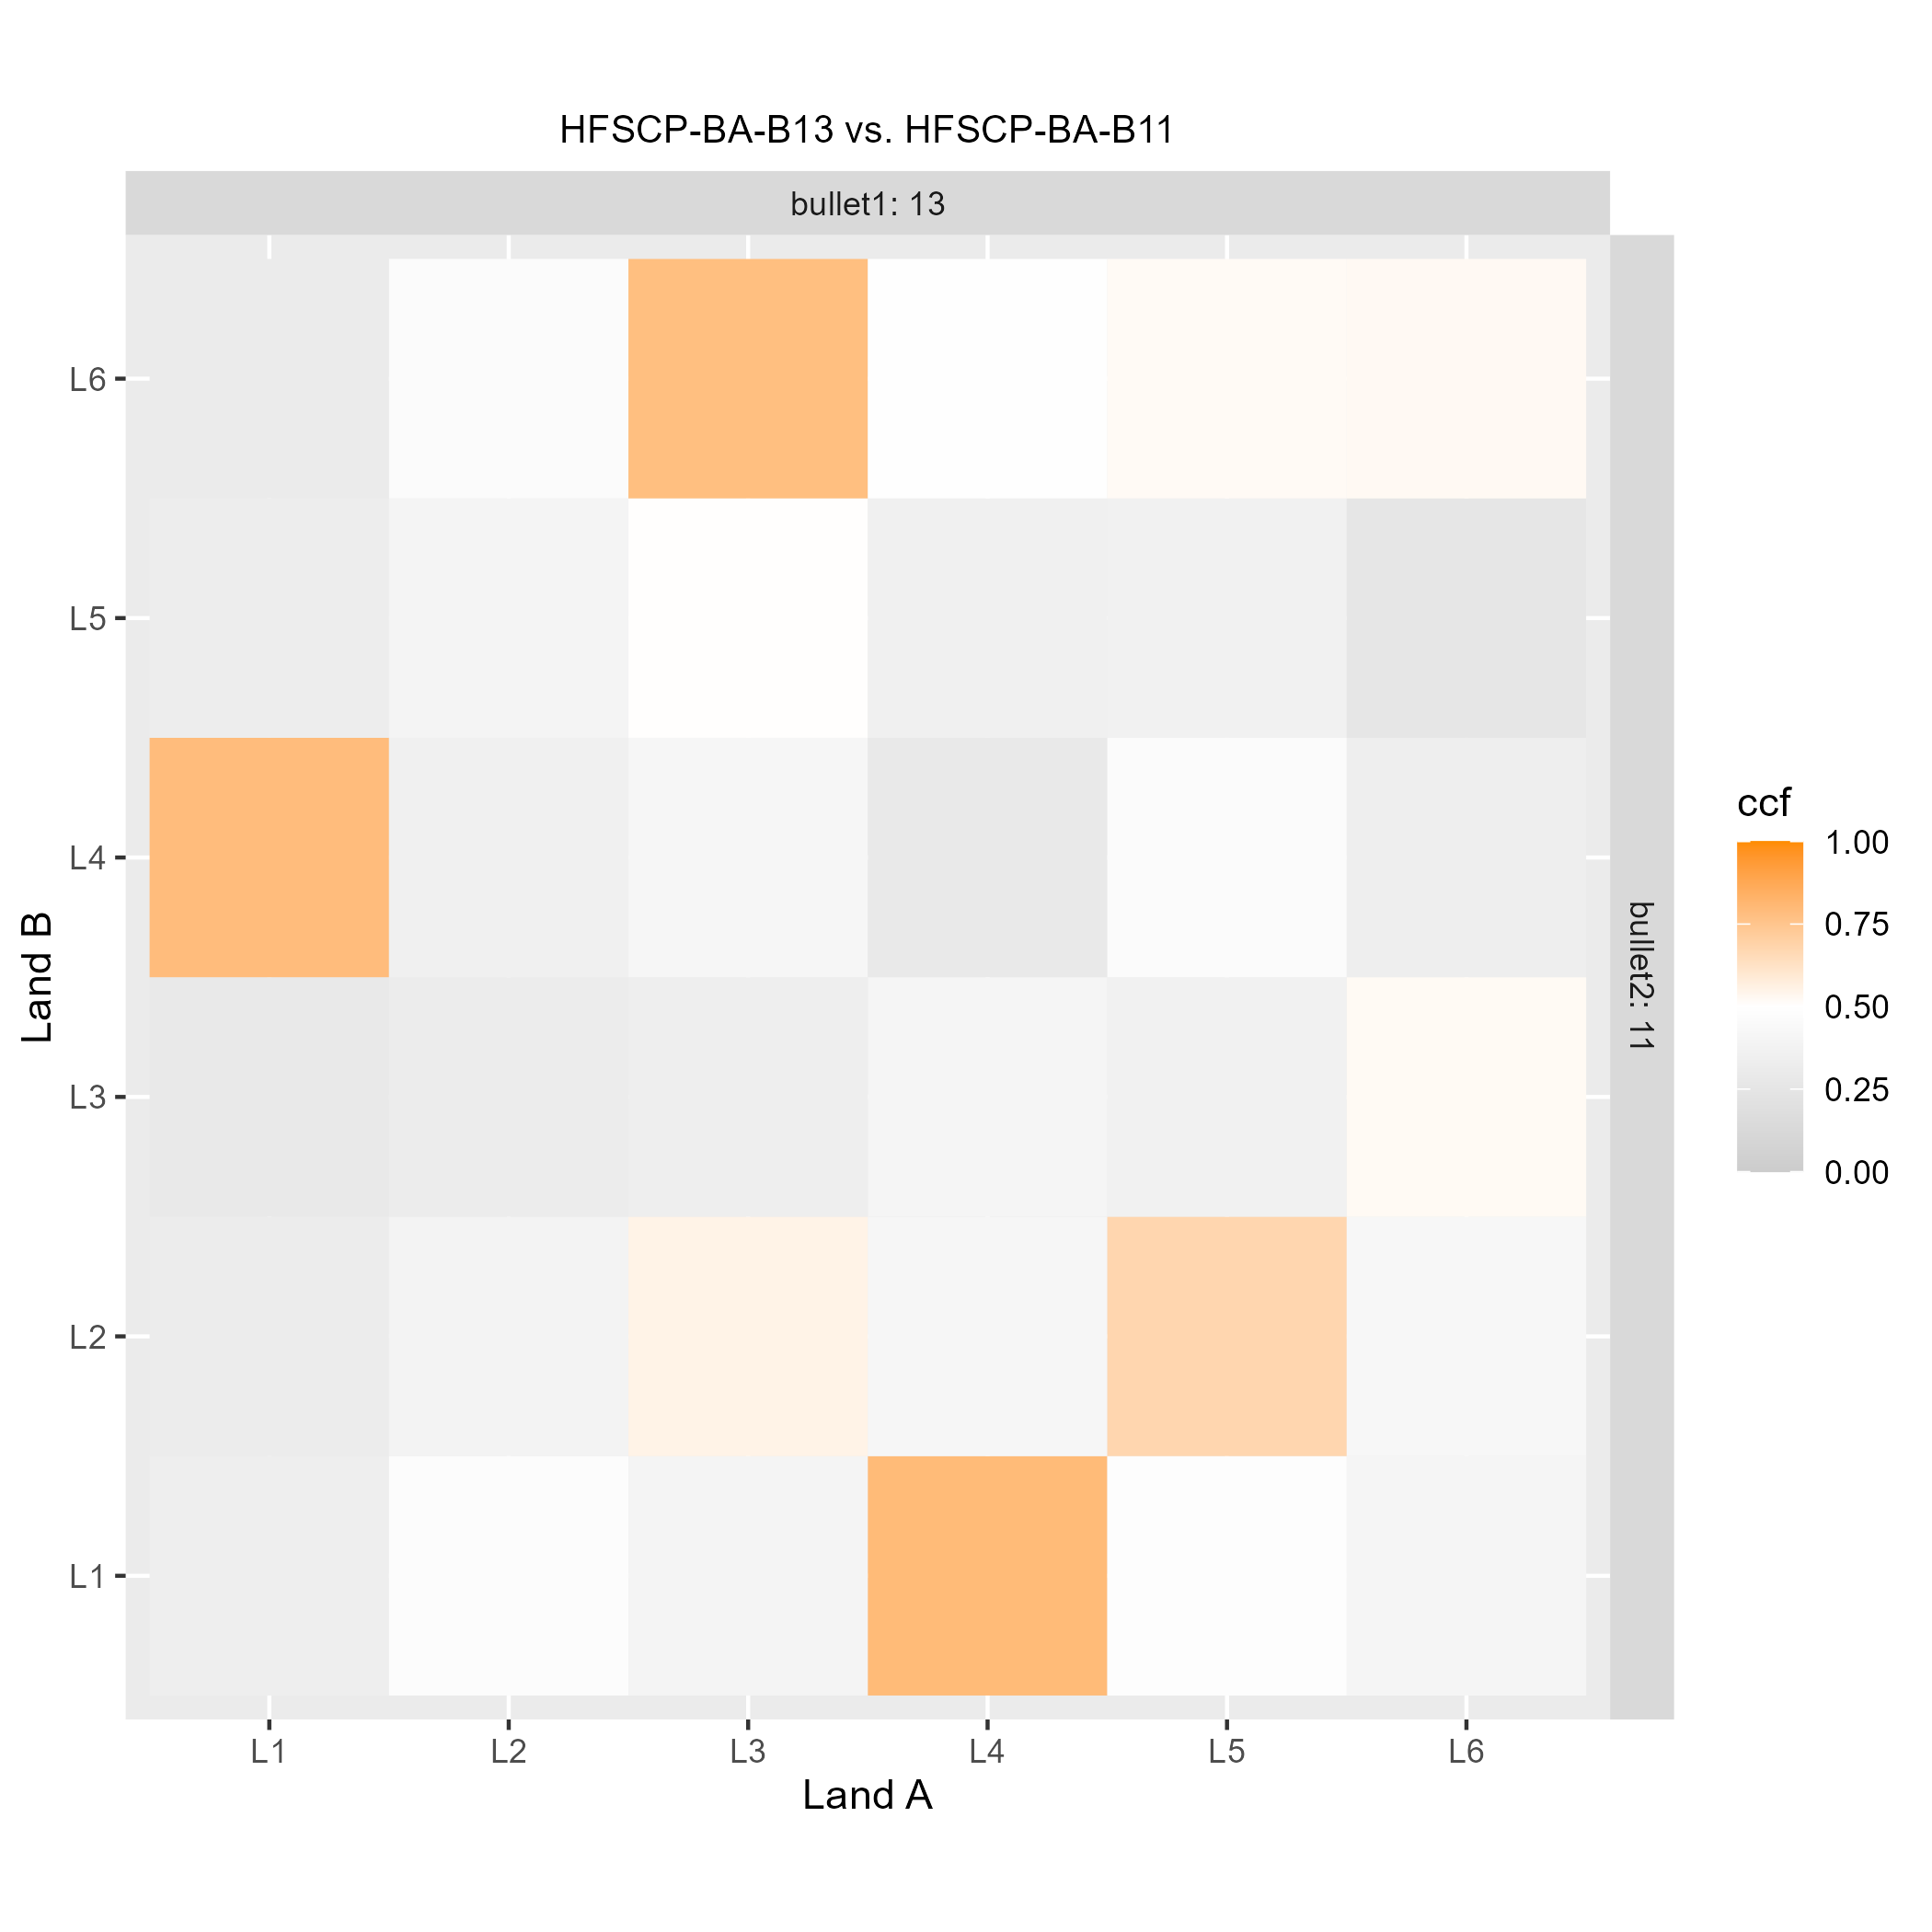 HFSCP-BA-B13 vs. HFSCP-BA-B11
bullet1: 13
L6
L5
L4
L3
L2
L1
Land B
L1 L2 L3 L4 L5 L6
Land A
bullet2: 11
ccf
1.00
0.75
0.50
0.25
0.00